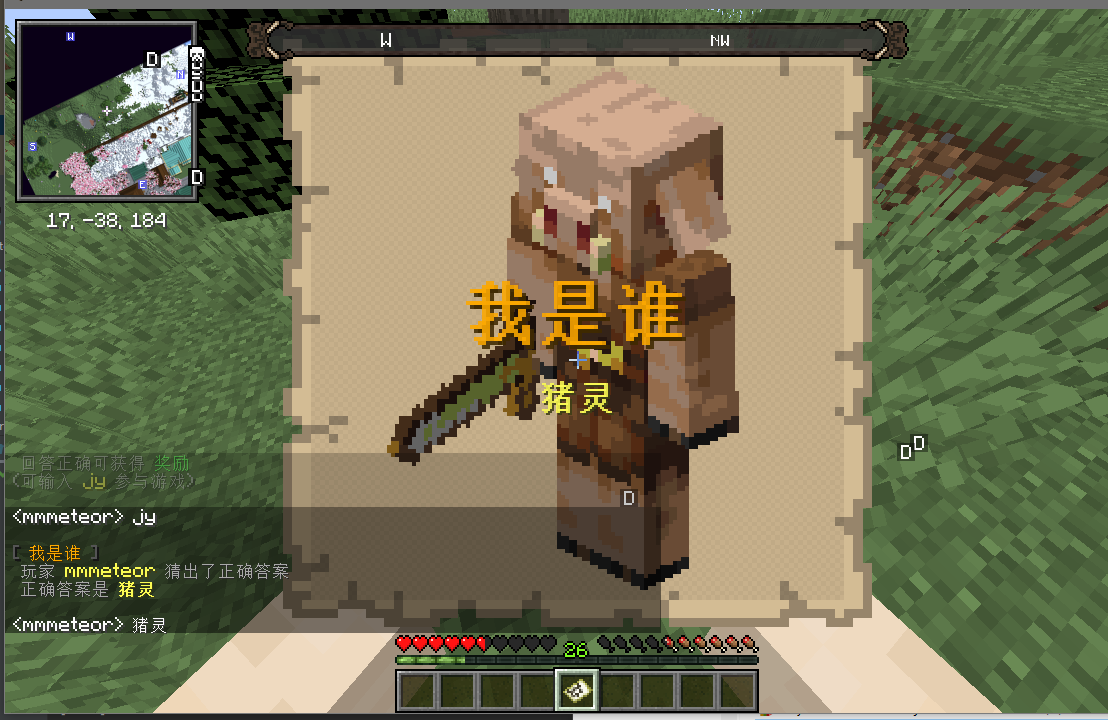 W
NW
W
D
N
S
E
D
17, -38, 184
我是谁
猪灵
D
D
D
回答正确可获得 奖励
(可输入 jy 参与游戏)
<mmmeteor> jy
[ 我是谁 ]
玩家 mmmeteor 猜出了正确答案
正确答案是 猪灵
<mmmeteor> 猪灵
26